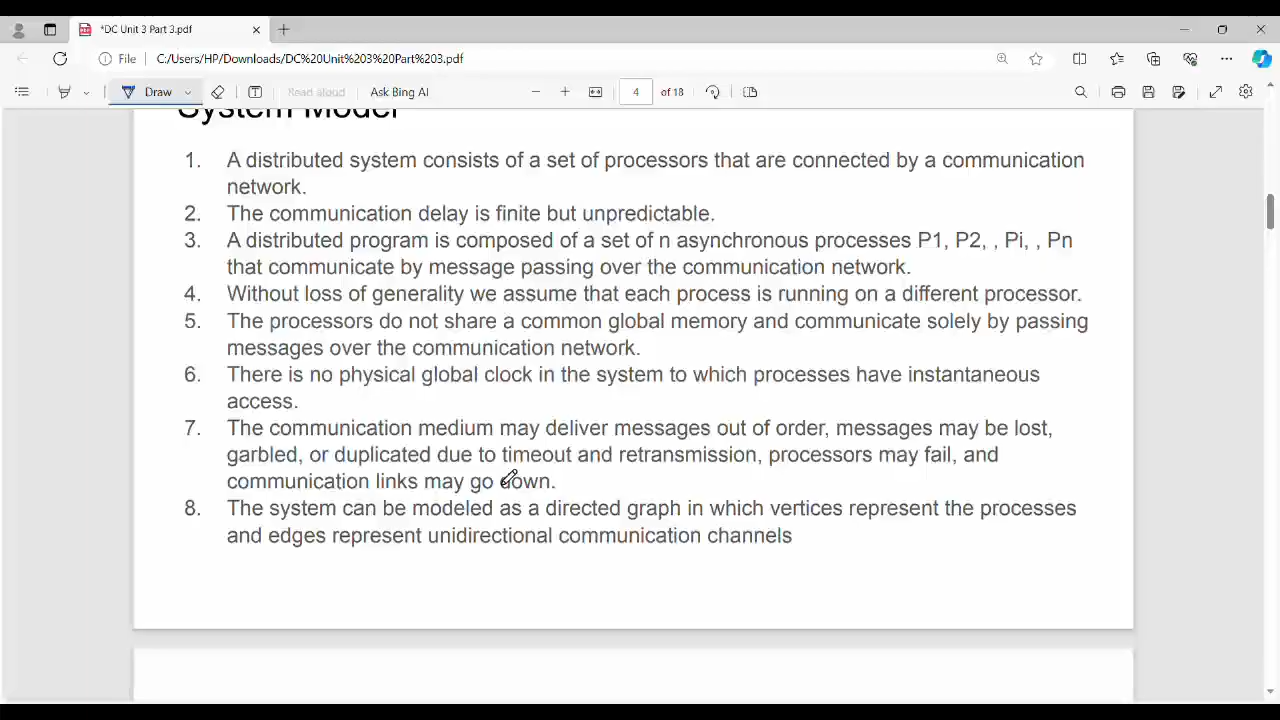 *DC Unit 3 Part 3.pdf
File
C:/Users/HP/Downloads/DC%20Unit%203%20Part%203.pdf
Draw
Read aloud
Ask Bing AI
4
of 18
System Model
1. A distributed system consists of a set of processors that are connected by a communication
network.
2. The communication delay is finite but unpredictable.
3. A distributed program is composed of a set of n asynchronous processes P1, P2, , Pi, , Pn
that communicate by message passing over the communication network.
4. Without loss of generality we assume that each process is running on a different processor.
5. The processors do not share a common global memory and communicate solely by passing
messages over the communication network.
6. There is no physical global clock in the system to which processes have instantaneous
access.
7. The communication medium may deliver messages out of order, messages may be lost,
garbled, or duplicated due to timeout and retransmission, processors may fail, and
communication links may go down.
8. The system can be modeled as a directed graph in which vertices represent the processes
and edges represent unidirectional communication channels